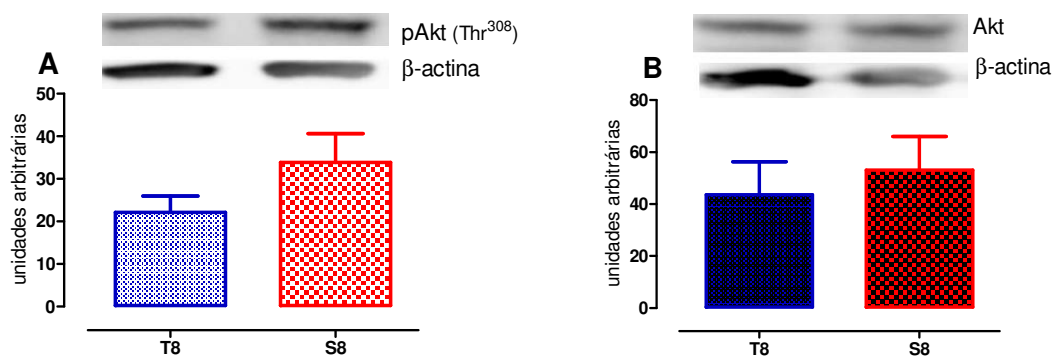 pAkt (Thr³⁰⁸)
A
β-actina
unidades arbitrárias
50
40
30
20
10
0
T8 S8
Akt
B
β-actina
unidades arbitrárias
80
60
40
20
0
T8 S8